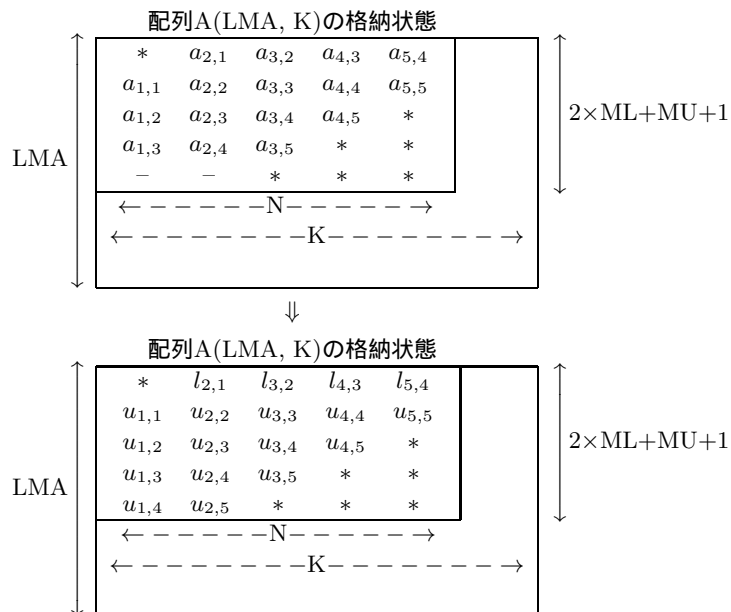 配列A(LMA, K)の格納状態
* a2,1 a3,2 a4,3 a5,4
a1,1 a2,2 a3,3 a4,4 a5,5
a1,2 a2,3 a3,4 a4,5 *
a1,3 a2,4 a3,5 * *
– – * * *
LMA
2×ML+MU+1
←−−−−−−N−−−−−−→
←−−−−−−−−K−−−−−−−−→
⇓
配列A(LMA, K)の格納状態
* l2,1 l3,2 l4,3 l5,4
u1,1 u2,2 u3,3 u4,4 u5,5
u1,2 u2,3 u3,4 u4,5 *
u1,3 u2,4 u3,5 * *
u1,4 u2,5 * * *
LMA
2×ML+MU+1
←−−−−−−N−−−−−−→
←−−−−−−−−K−−−−−−−−→